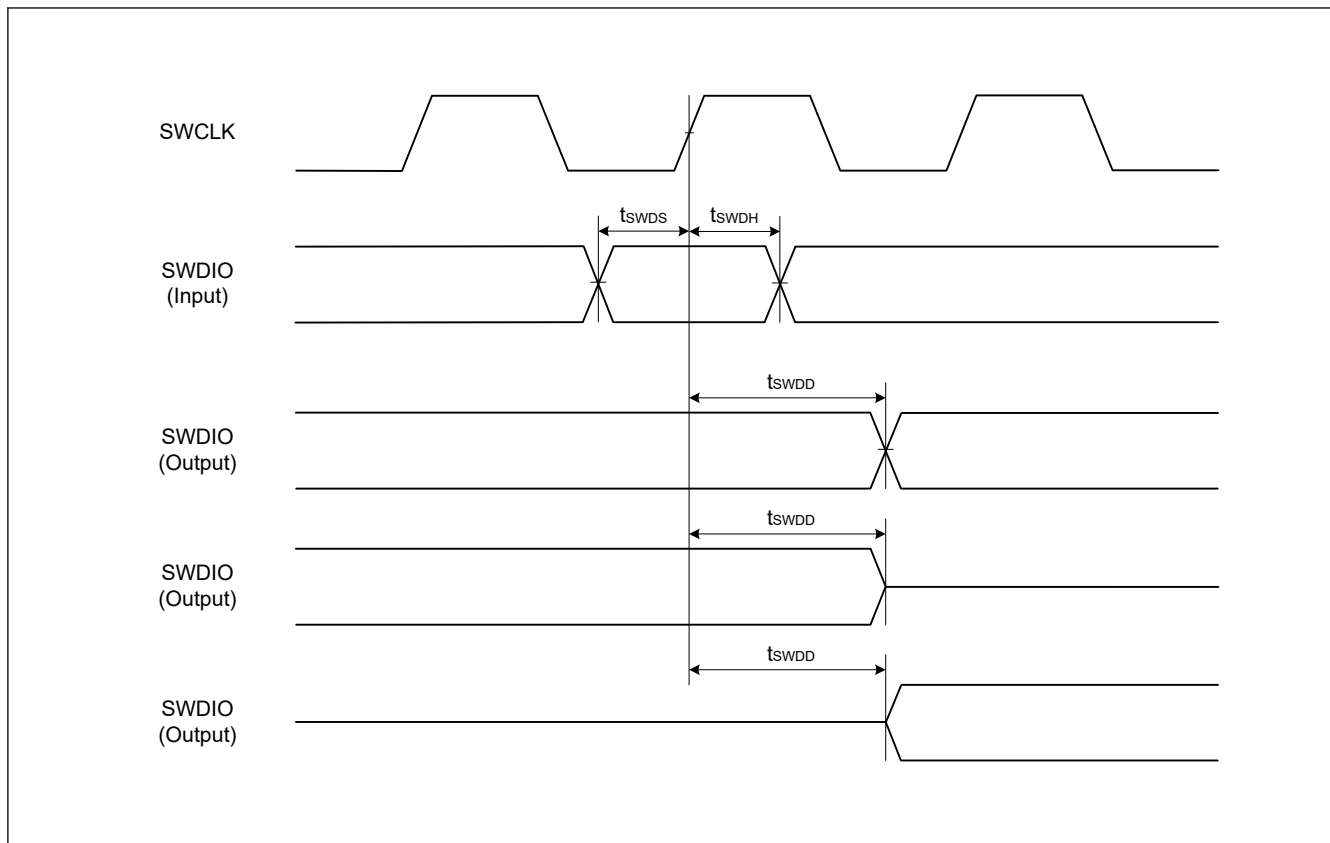 SWCLK
tSWDS
tSWDH
SWDIO
(Input)
tSWDD
SWDIO
(Output)
tSWDD
SWDIO
(Output)
tSWDD
SWDIO
(Output)